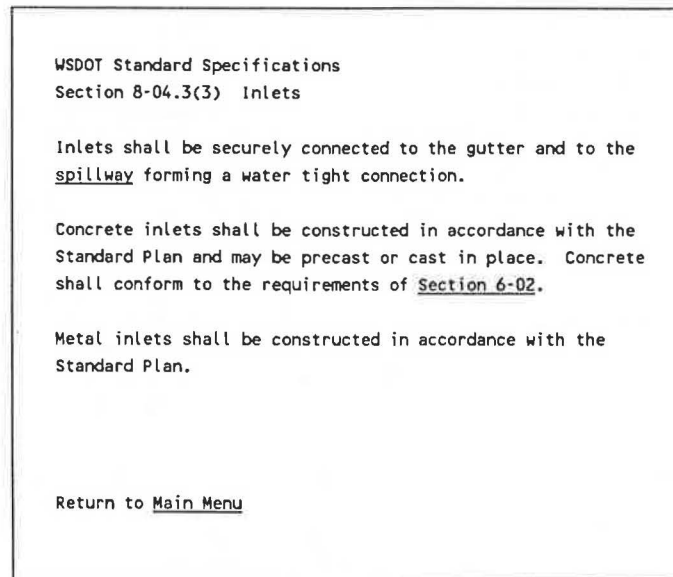 WSDOT Standard Specifications
Section 8-04.3(3) Inlets
Inlets shall be securely connected to the gutter and to the
spillway forming a water tight connection.
Concrete inlets shall be constructed in accordance with the
Standard Plan and may be precast or cast in place. Concrete
shall conform to the requirements of Section 6-02.
Metal inlets shall be constructed in accordance with the
Standard Plan.
Return to Main Menu